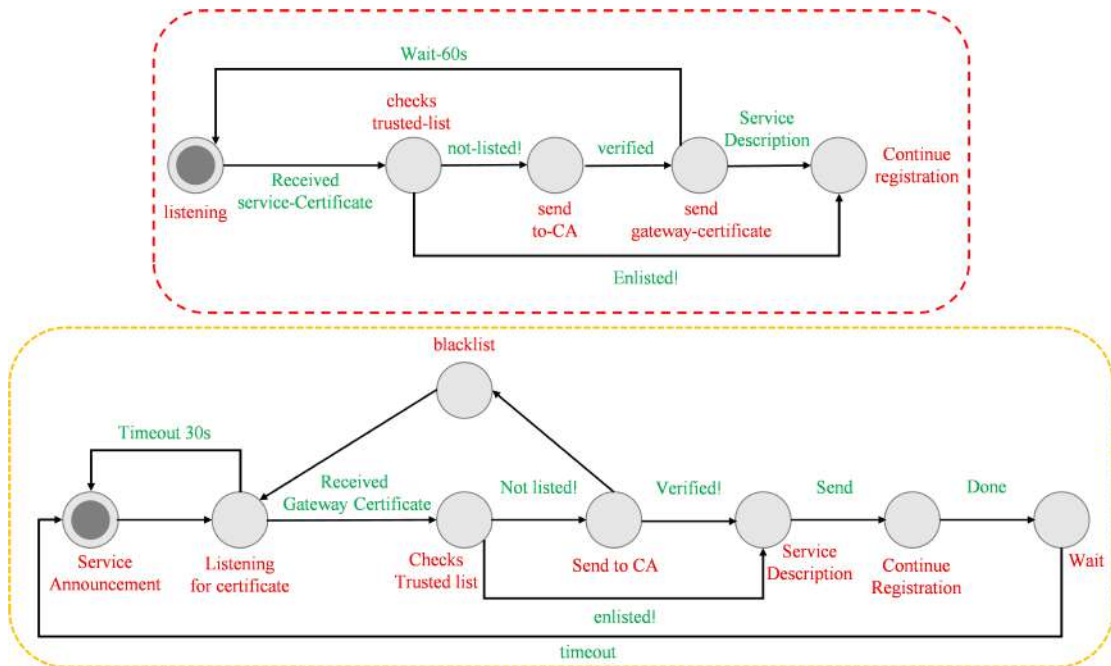 Wait-60s
checks
trusted-list
Service
Description
not-listed!
verified
Received
service-Certificate
Continue
registration
listening
send
to-CA
send
gateway-certificate
Enlisted!
blacklist
Timeout 30s
Received
Gateway Certificate
Not listed!
Verified!
Send
Done
Service
Announcement
Listening
for certificate
Checks
Trusted list
Send to CA
Service
Description
Continue
Registration
Wait
enlisted!
timeout